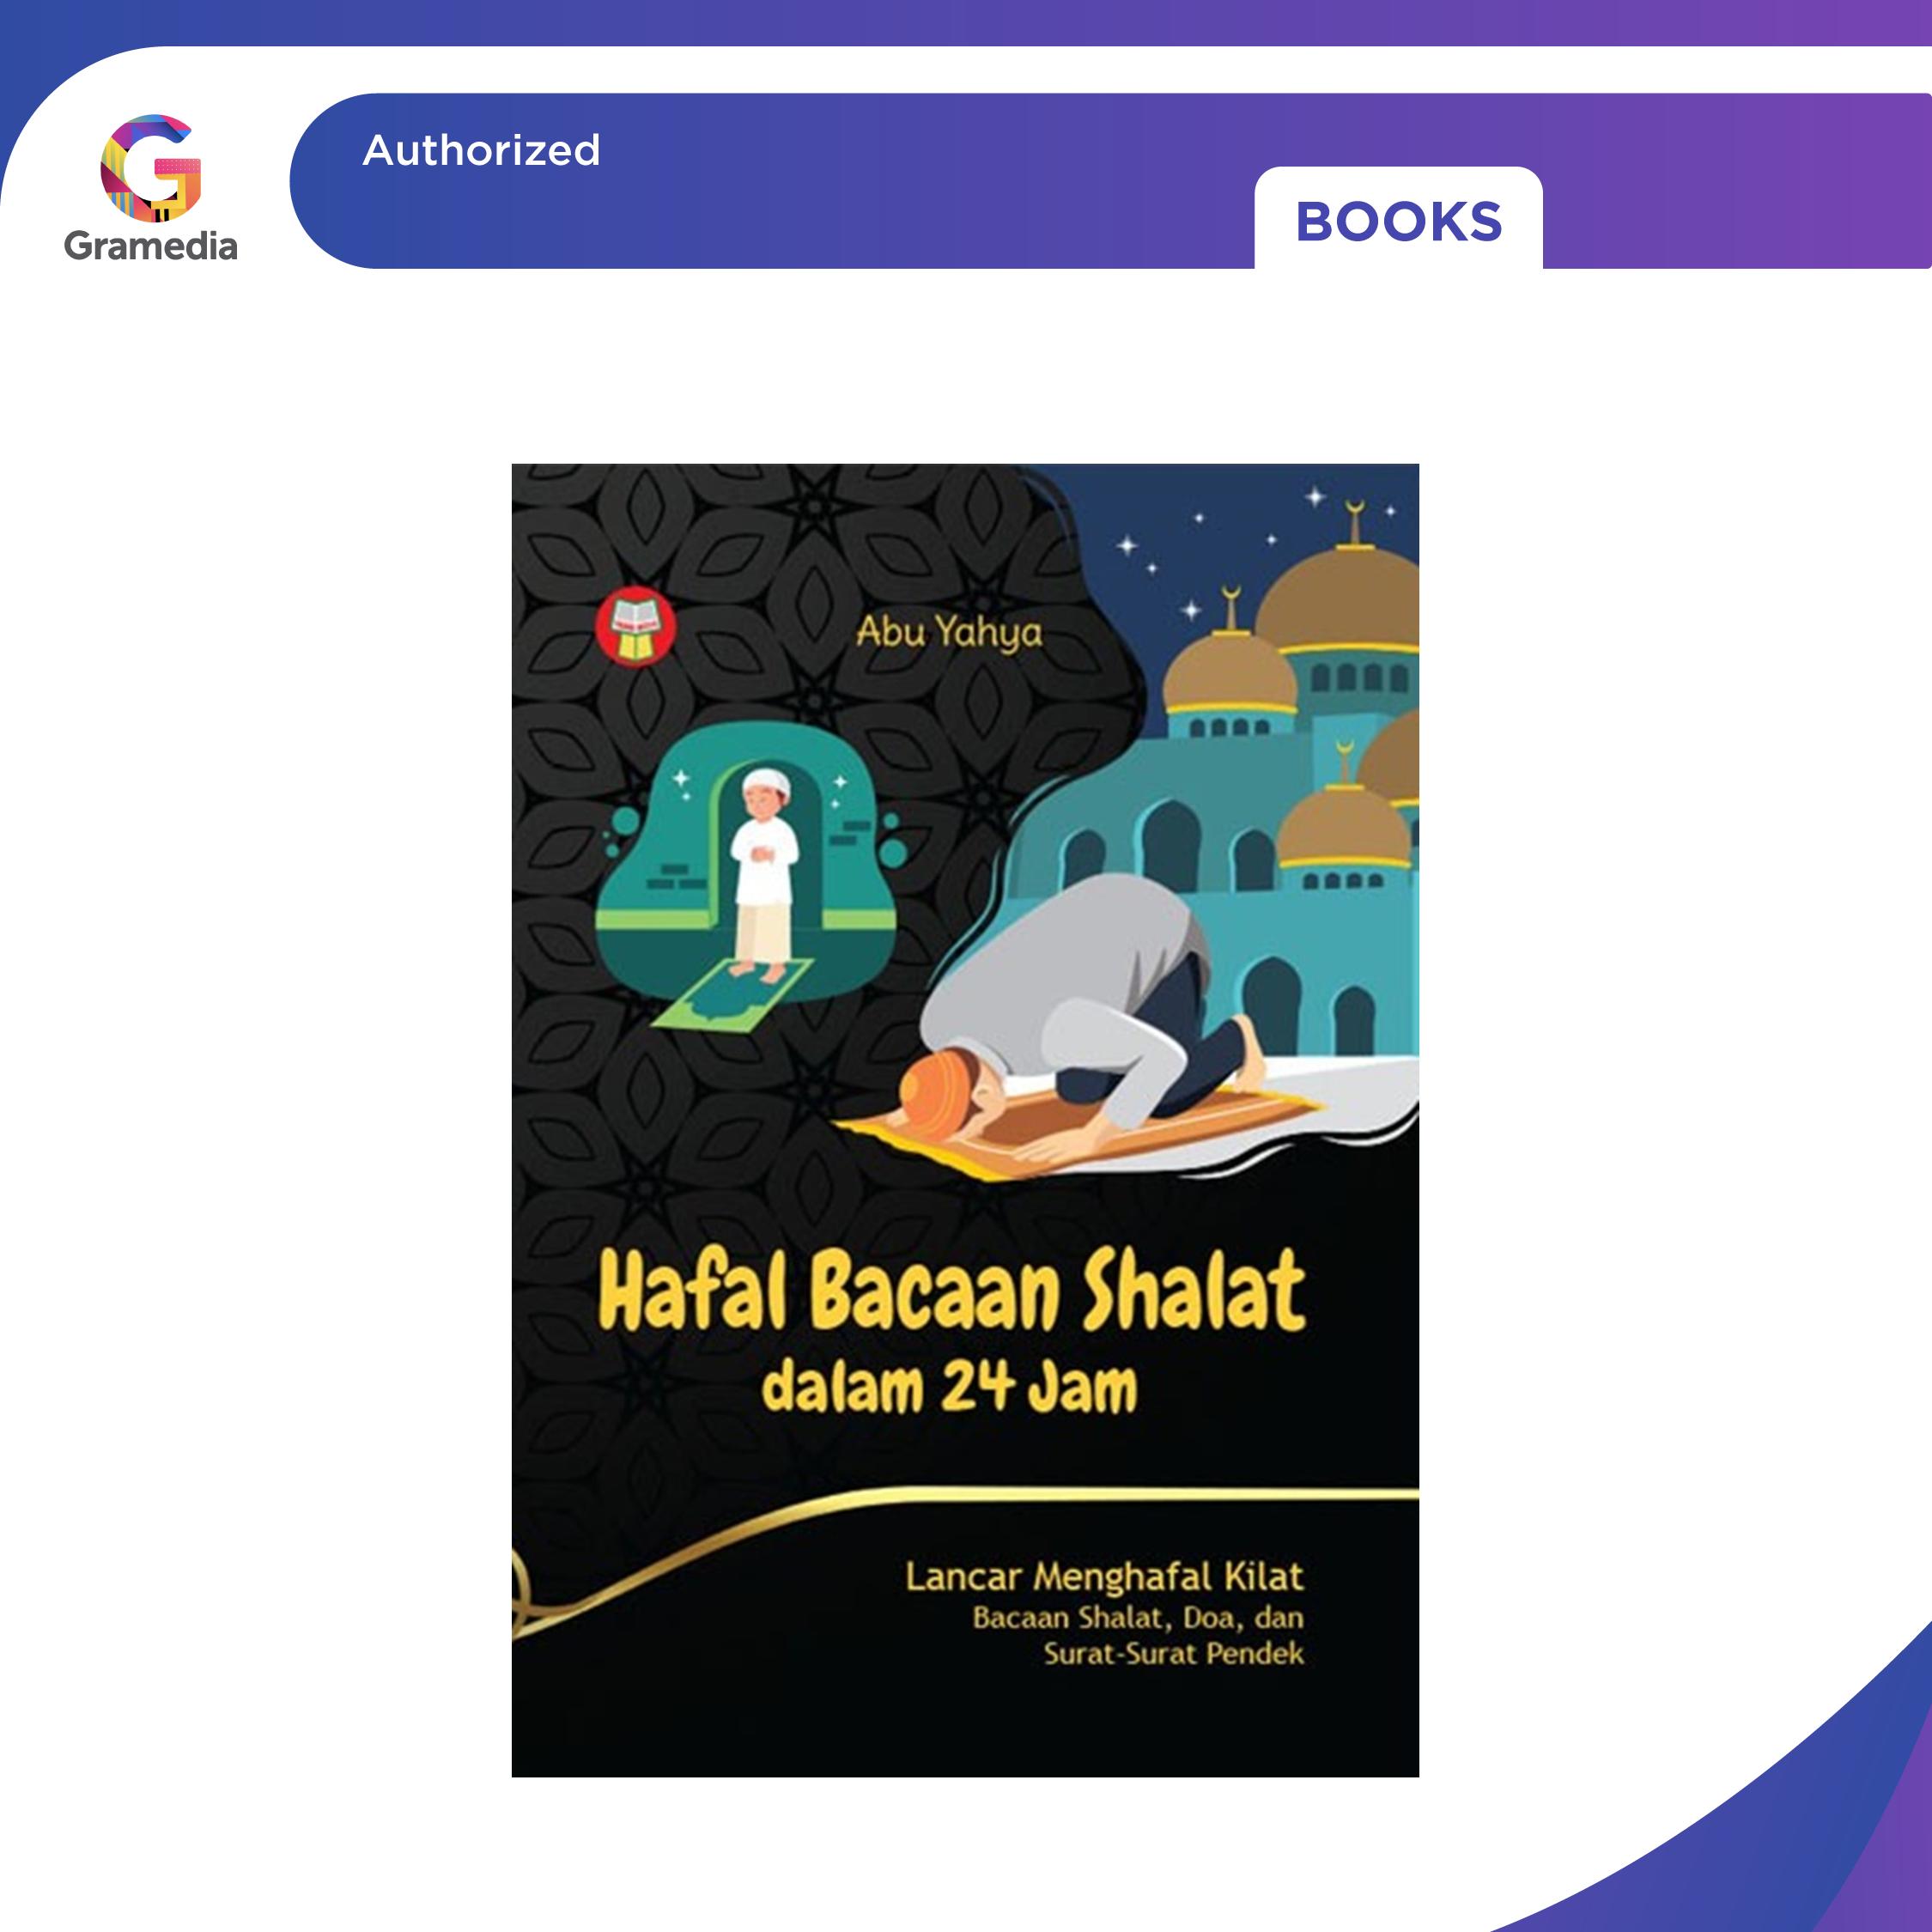 Gramedia
Authorized
BOOKS
Abu Yahya
Hafal Bacaan Shalat
dalam 24 Jam
Lancar Menghafal Kilat
Bacaan Shalat, Doa, dan
Surat-Surat Pendek